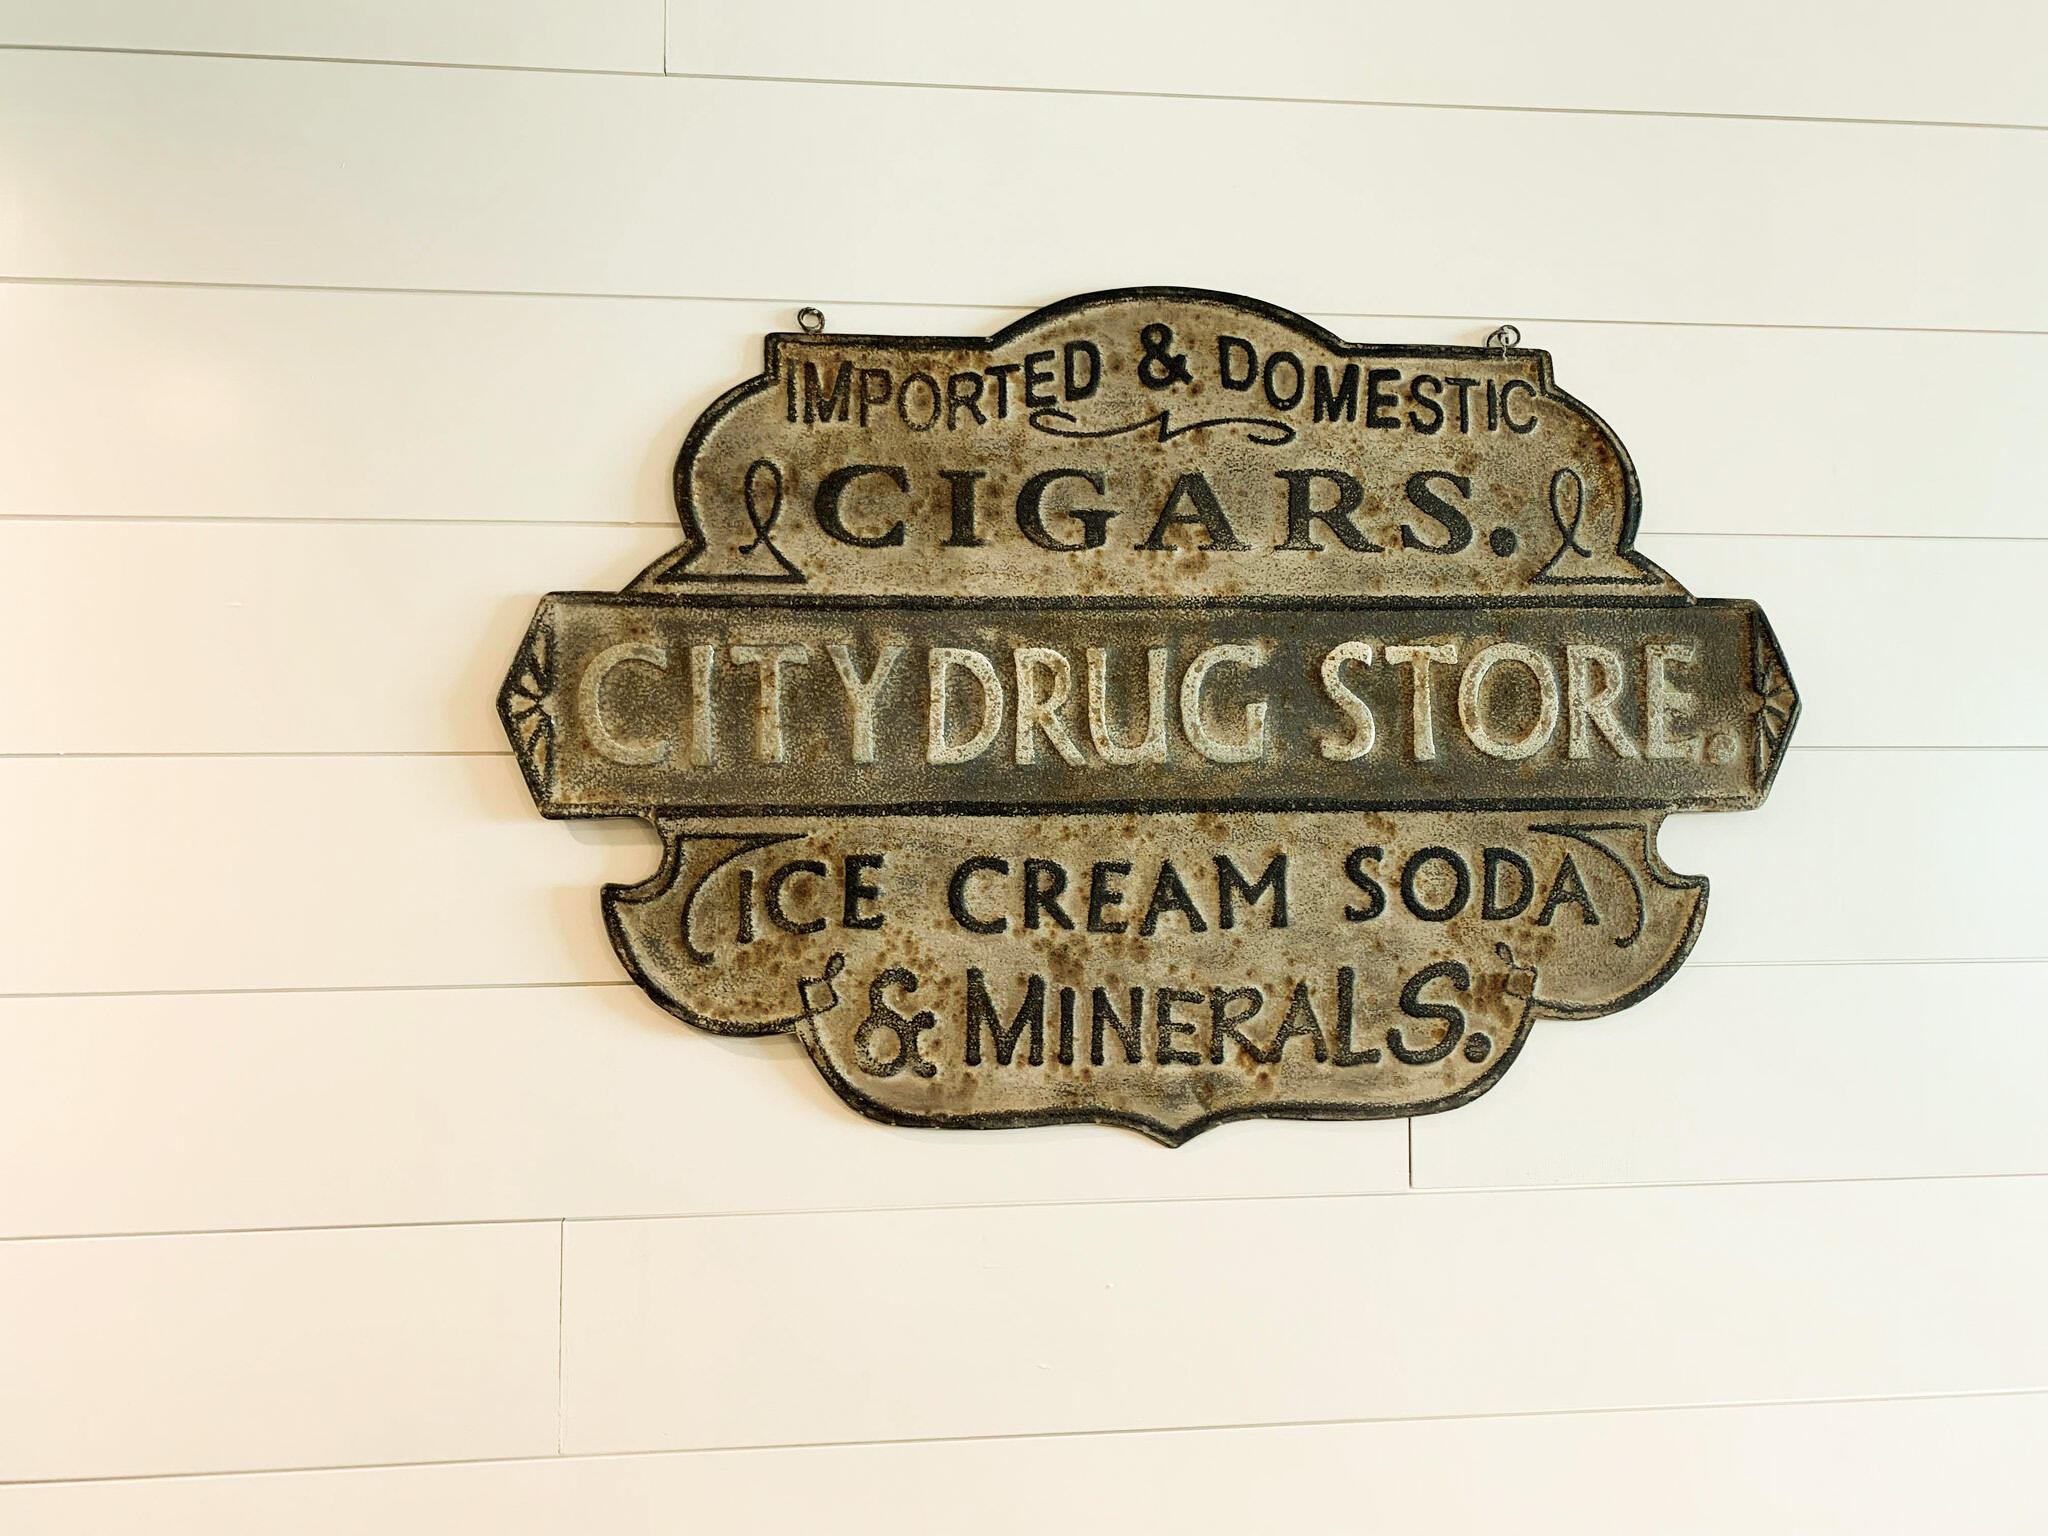 IMPORTED & DOMESTIC
CIGARS.
CITY DRUG STORE.
ICE CREAM SODA
& MINERALS.